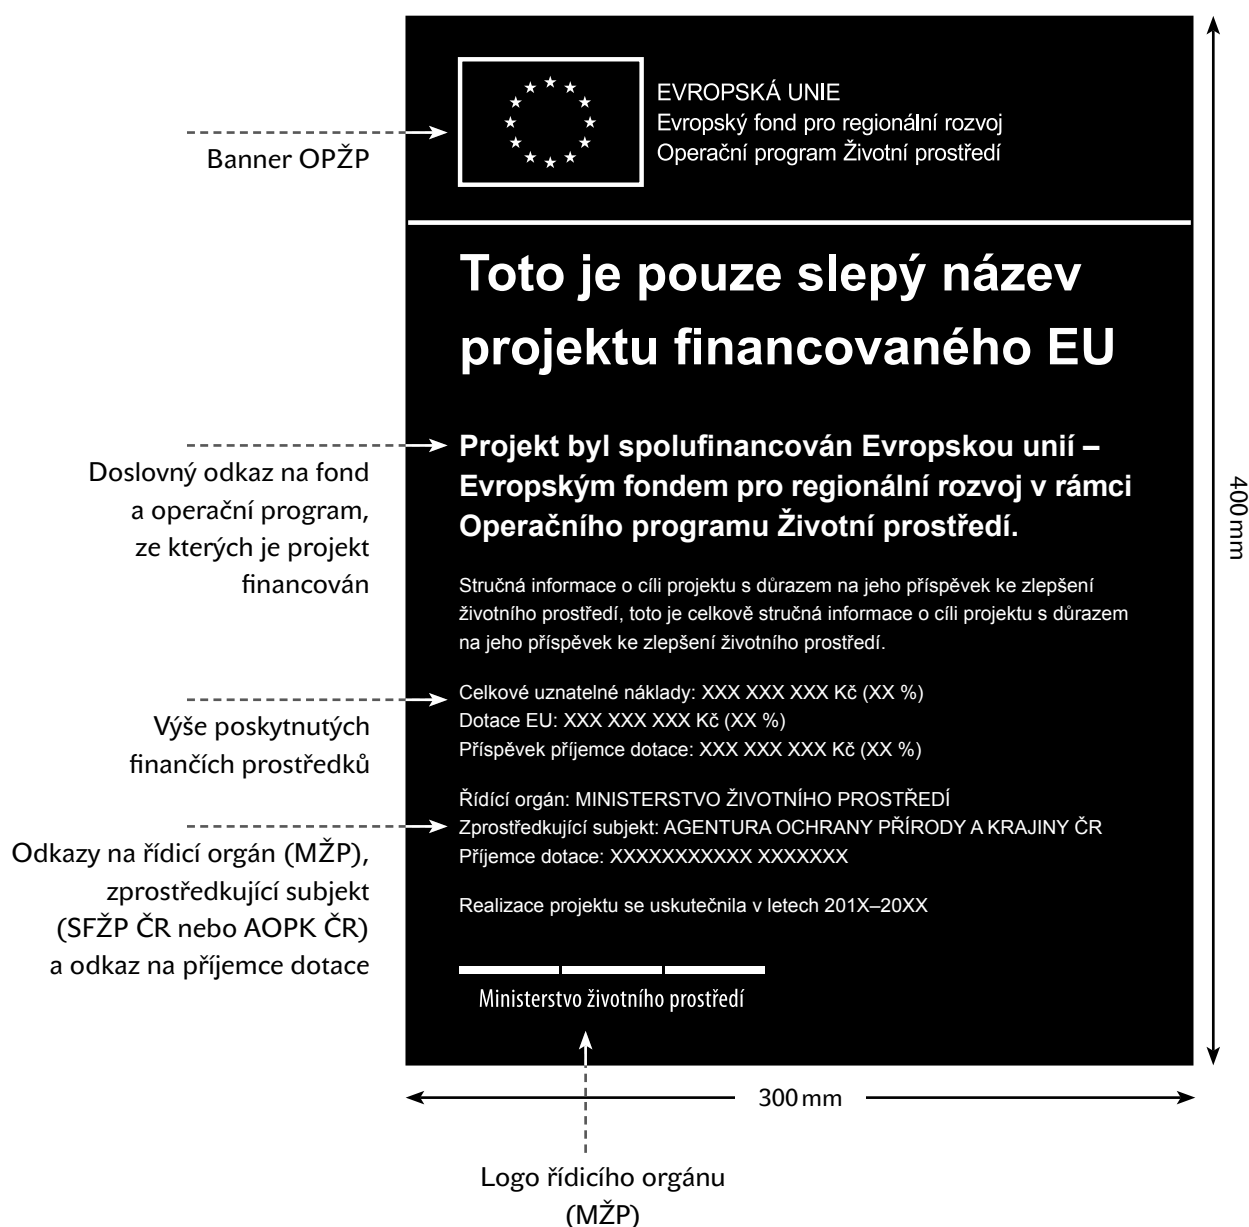 EVROPSKÁ UNIE
Evropský fond pro regionální rozvoj
Operační program Životní prostředí
Banner OPŽP
Toto je pouze slepý název
projektu financovaného EU
Projekt byl spolufinancován Evropskou unií –
Evropským fondem pro regionální rozvoj v rámci
Operačního programu Životní prostředí.
Doslovný odkaz na fond
a operační program,
ze kterých je projekt
financován
400 mm
Stručná informace o cíli projektu s důrazem na jeho příspěvek ke zlepšení
životního prostředí, toto je celkově stručná informace o cíli projektu s důrazem
na jeho příspěvek ke zlepšení životního prostředí.
Celkové uznatelné náklady: XXX XXX XXX Kč (XX %)
Dotace EU: XXX XXX XXX Kč (XX %)
Příspěvek příjemce dotace: XXX XXX XXX Kč (XX %)
Výše poskytnutých
finančích prostředků
Řídící orgán: MINISTERSTVO ŽIVOTNÍHO PROSTŘEDÍ
Zprostředkující subjekt: AGENTURA OCHRANY PŘÍRODY A KRAJINY ČR
Příjemce dotace: XXXXXXXXXXX XXXXXXX
Odkazy na řídicí orgán (MŽP),
zprostředkující subjekt
(SFŽP ČR nebo AOPK ČR)
a odkaz na příjemce dotace
Realizace projektu se uskutečnila v letech 201X–20XX
Ministerstvo životního prostředí
300 mm
Logo řídicího orgánu
(MŽP)